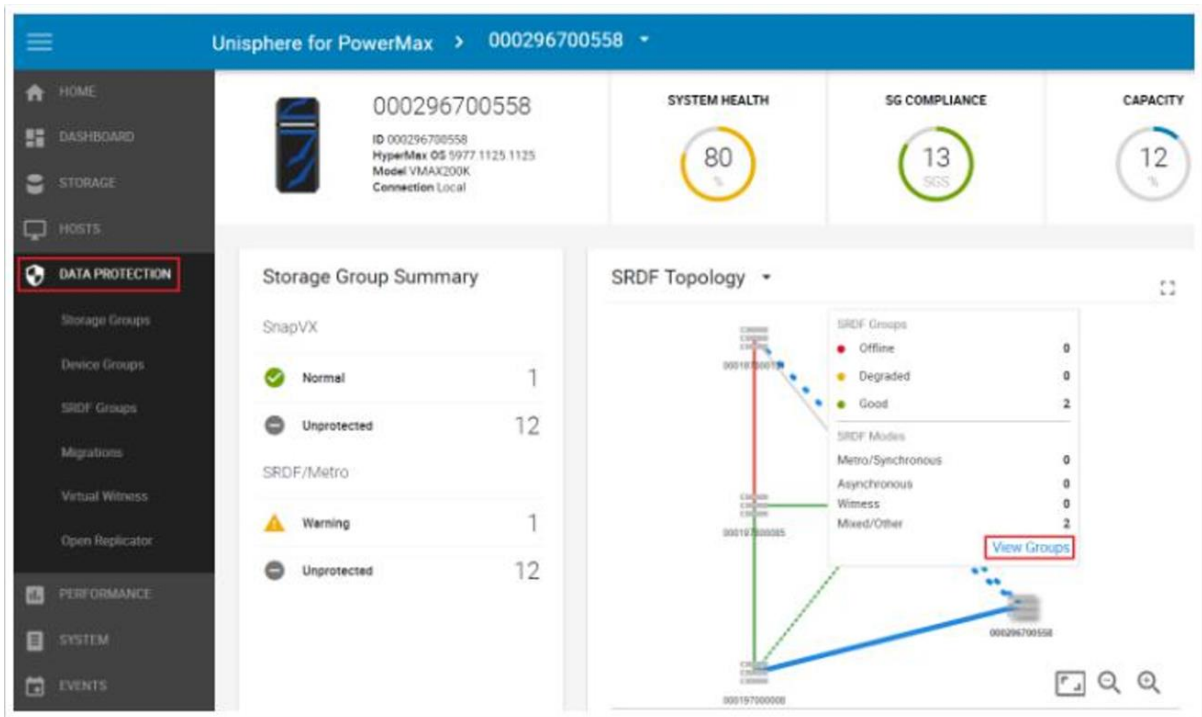 Unisphere for PowerMax > 000296700558
HOME
DASHBOARD
STORAGE
HOSTS
DATA PROTECTION
Storage Groups
Device Groups
SRDF Groups
Migrations
Virtual Witness
Open Replicator
PERFORMANCE
SYSTEM
EVENTS
000296700558
ID 000296700558
HyperMax OS 5977.1125.1125
Model VMAX200K
Connection Local
SYSTEM HEALTH
80
%
SG COMPLIANCE
13
SGS
CAPACITY
12
%
Storage Group Summary
SnapVX
Normal 1
Unprotected 12
SRDF/Metro
Warning 1
Unprotected 12
SRDF Topology
SRDF Groups
Offline 0
Degraded 0
Good 2
SRDF Modes
Metro/Synchronous 0
Asynchronous 0
Witness 0
Mixed/Other 2
View Groups
000296700558
000197000008